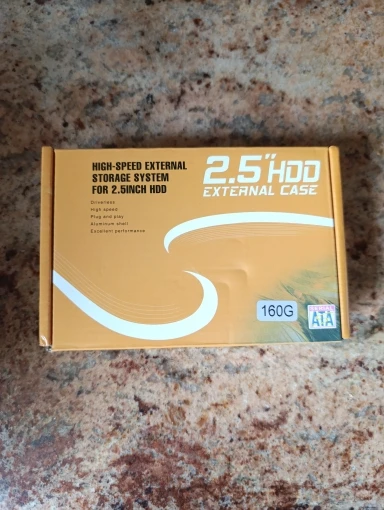 HIGH-SPEED EXTERNAL
STORAGE SYSTEM
FOR 2.5INCH HDD
Driverless
High speed
Plug and play
Aluminum shell
Excellent performance
2.5" HDD
EXTERNAL CASE
160G
SERIAL
ATA